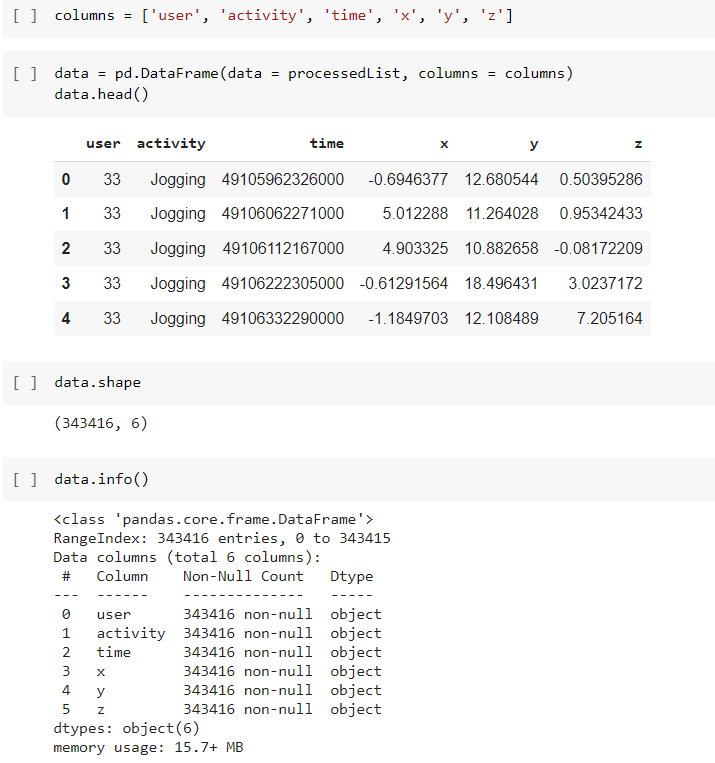 [ ] columns = ['user', 'activity', 'time', 'x', 'y', 'z']
[ ] data = pd.DataFrame(data = processedList, columns = columns)
data.head()
user activity time x y z
0 33 Jogging 49105962326000 -0.6946377 12.680544 0.50395286
1 33 Jogging 49106062271000 5.012288 11.264028 0.95342433
2 33 Jogging 49106112167000 4.903325 10.882658 -0.08172209
3 33 Jogging 49106222305000 -0.61291564 18.496431 3.0237172
4 33 Jogging 49106332290000 -1.1849703 12.108489 7.205164
[ ] data.shape
(343416, 6)
[ ] data.info()
<class 'pandas.core.frame.DataFrame'>
RangeIndex: 343416 entries, 0 to 343415
Data columns (total 6 columns):
# Column Non-Null Count Dtype
--- ------ -------------- -----
0 user 343416 non-null object
1 activity 343416 non-null object
2 time 343416 non-null object
3 x 343416 non-null object
4 y 343416 non-null object
5 z 343416 non-null object
dtypes: object(6)
memory usage: 15.7+ MB